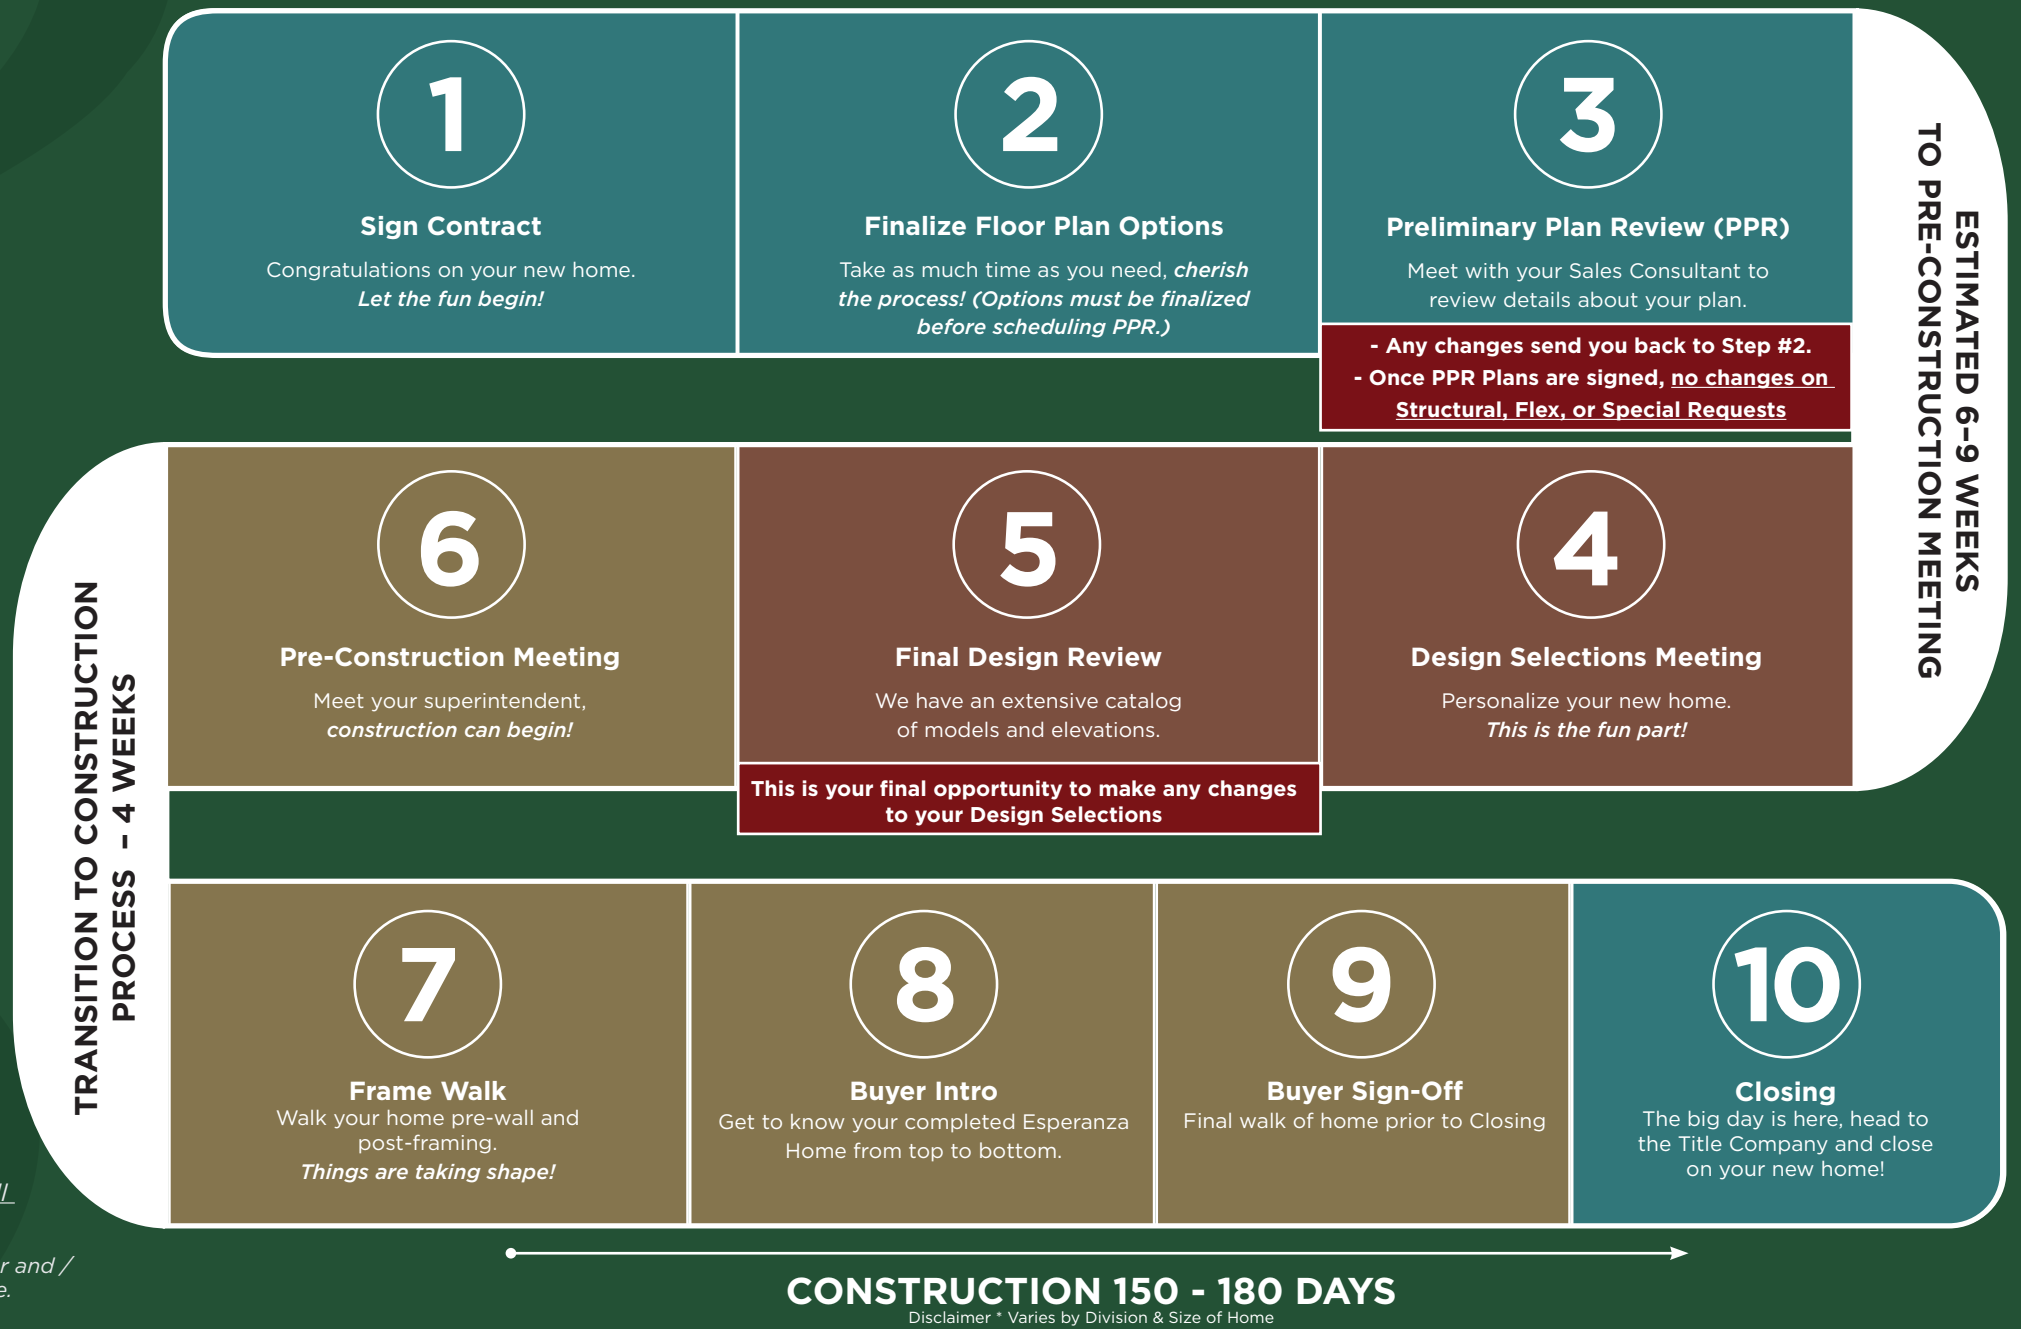 1
Sign Contract
Congratulations on your new home.
Let the fun begin!
2
Finalize Floor Plan Options
Take as much time as you need, cherish
the process! (Options must be finalized
before scheduling PPR.)
3
Preliminary Plan Review (PPR)
Meet with your Sales Consultant to
review details about your plan.
- Any changes send you back to Step #2.
- Once PPR Plans are signed, no changes on
Structural, Flex, or Special Requests
ESTIMATED 6-9 WEEKS
TO PRE-CONSTRUCTION MEETING
4
Design Selections Meeting
Personalize your new home.
This is the fun part!
5
Final Design Review
We have an extensive catalog
of models and elevations.
This is your final opportunity to make any changes
to your Design Selections
6
Pre-Construction Meeting
Meet your superintendent,
construction can begin!
TRANSITION TO CONSTRUCTION
PROCESS - 4 WEEKS
7
Frame Walk
Walk your home pre-wall and
post-framing.
Things are taking shape!
8
Buyer Intro
Get to know your completed Esperanza
Home from top to bottom.
9
Buyer Sign-Off
Final walk of home prior to Closing
10
Closing
The big day is here, head to
the Title Company and close
on your new home!
and /
CONSTRUCTION 150 - 180 DAYS
Disclaimer * Varies by Division & Size of Home